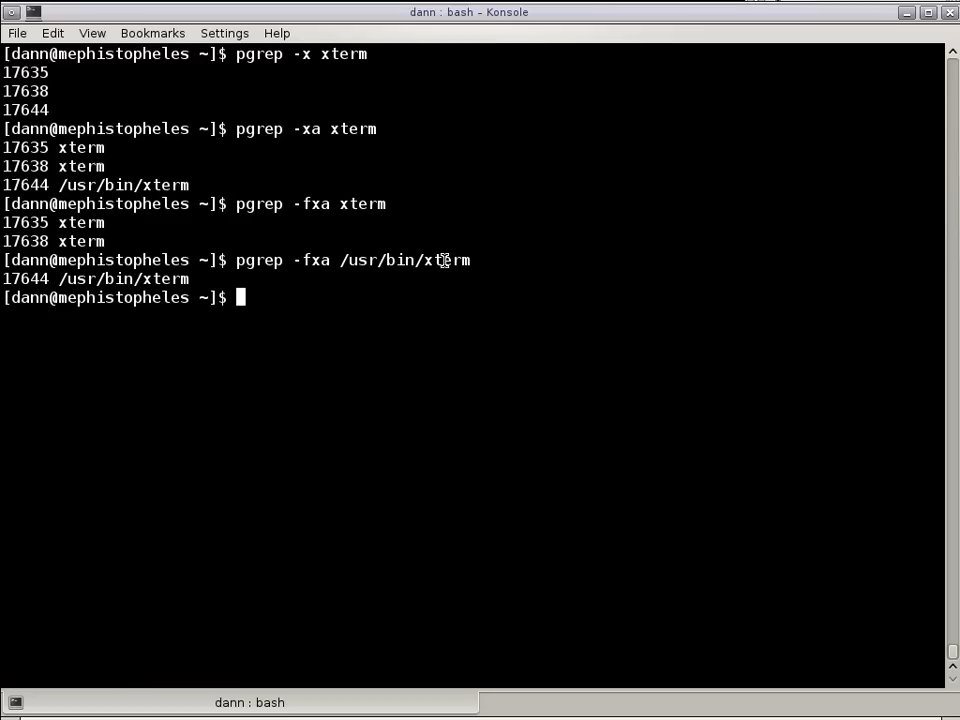 dann : bash – Konsole
File Edit View Bookmarks Settings Help
[dann@mephistopheles ~]$ pgrep -x xterm
17635
17638
17644
[dann@mephistopheles ~]$ pgrep -xa xterm
17635 xterm
17638 xterm
17644 /usr/bin/xterm
[dann@mephistopheles ~]$ pgrep -fxa xterm
17635 xterm
17638 xterm
[dann@mephistopheles ~]$ pgrep -fxa /usr/bin/xterm
17644 /usr/bin/xterm
[dann@mephistopheles ~]$
dann : bash